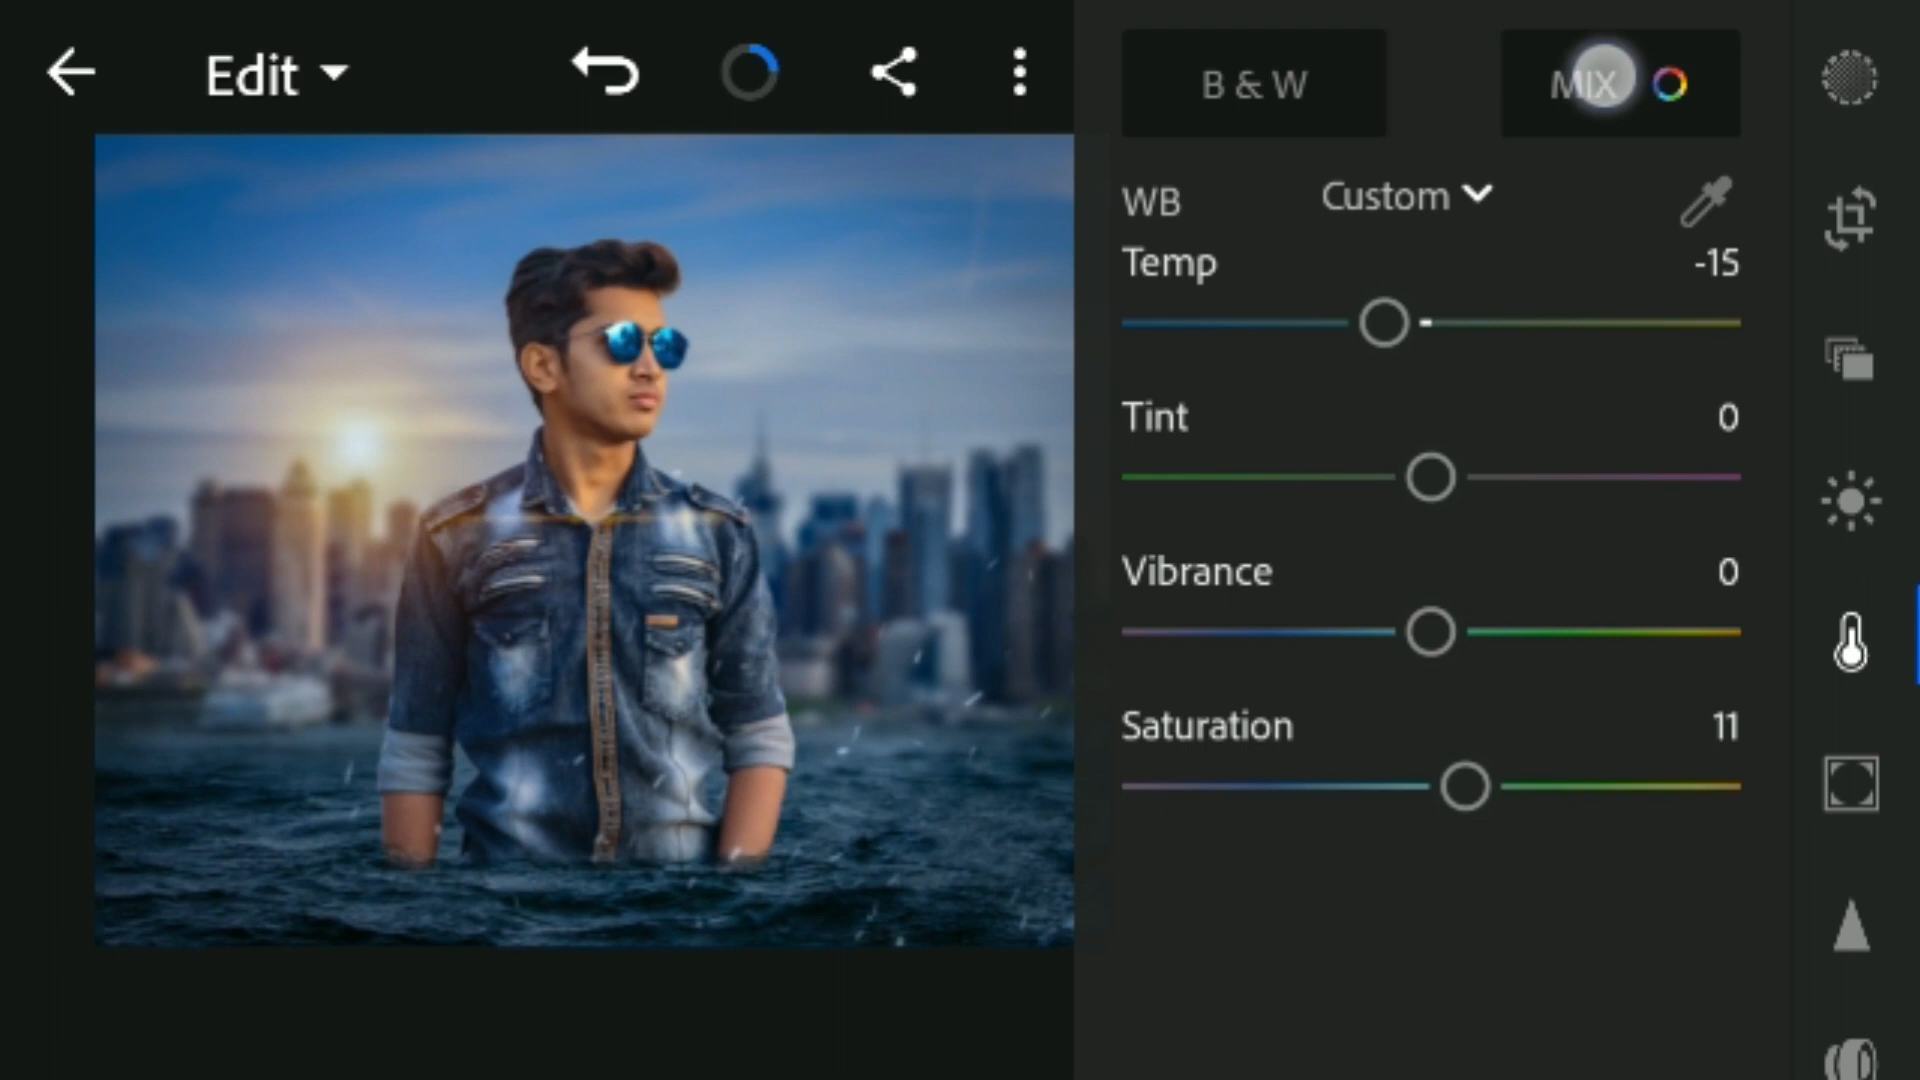 Edit
B & W
MIX
WB Custom
Temp -15
Tint 0
Vibrance 0
Saturation 11